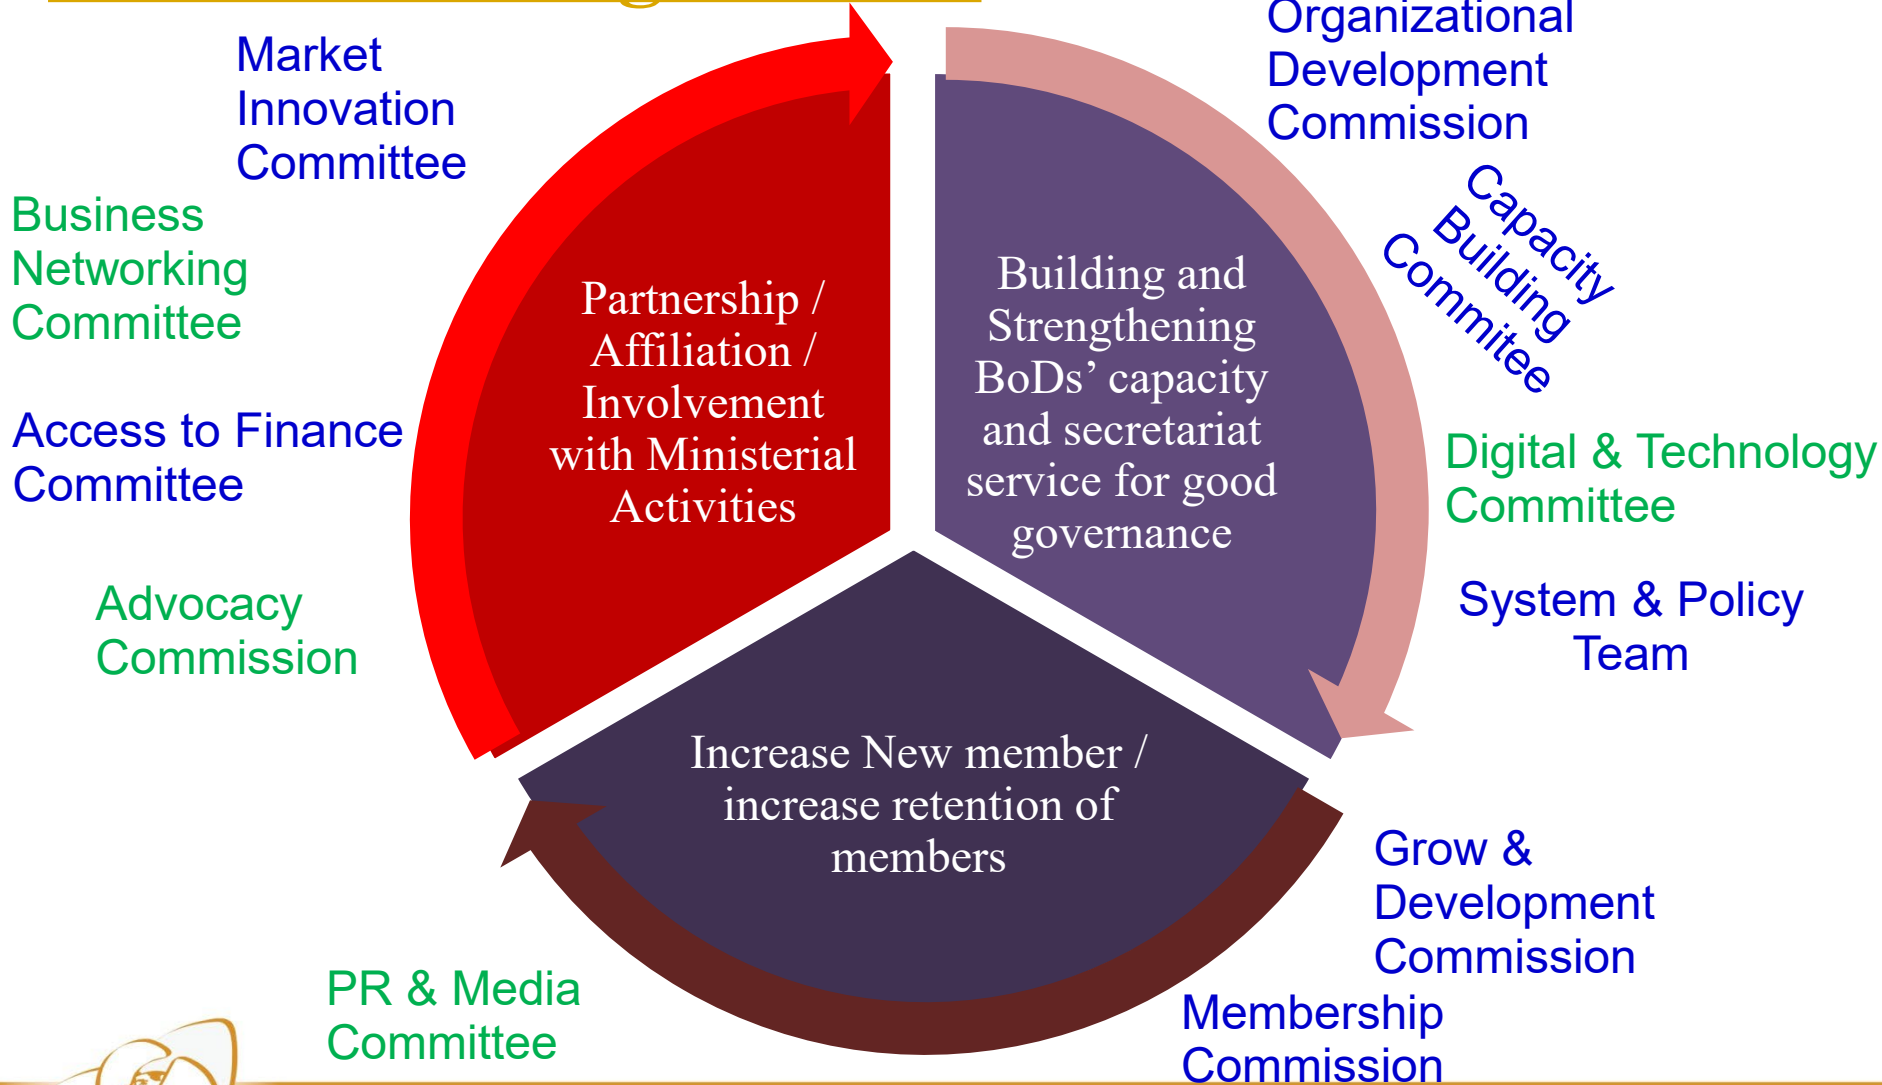 Market
Innovation
Committee
Business
Networking
Committee
Access to Finance
Committee
Advocacy
Commission
Partnership /
Affiliation /
Involvement
with Ministerial
Activities
Organizational
Development
Commission
Capacity
Building
Commitee
Building and
Strengthening
BoDs’ capacity
and secretariat
service for good
governance
Digital & Technology
Committee
System & Policy
Team
Increase New member /
increase retention of
members
Grow &
Development
Commission
Membership
Commission
PR & Media
Committee